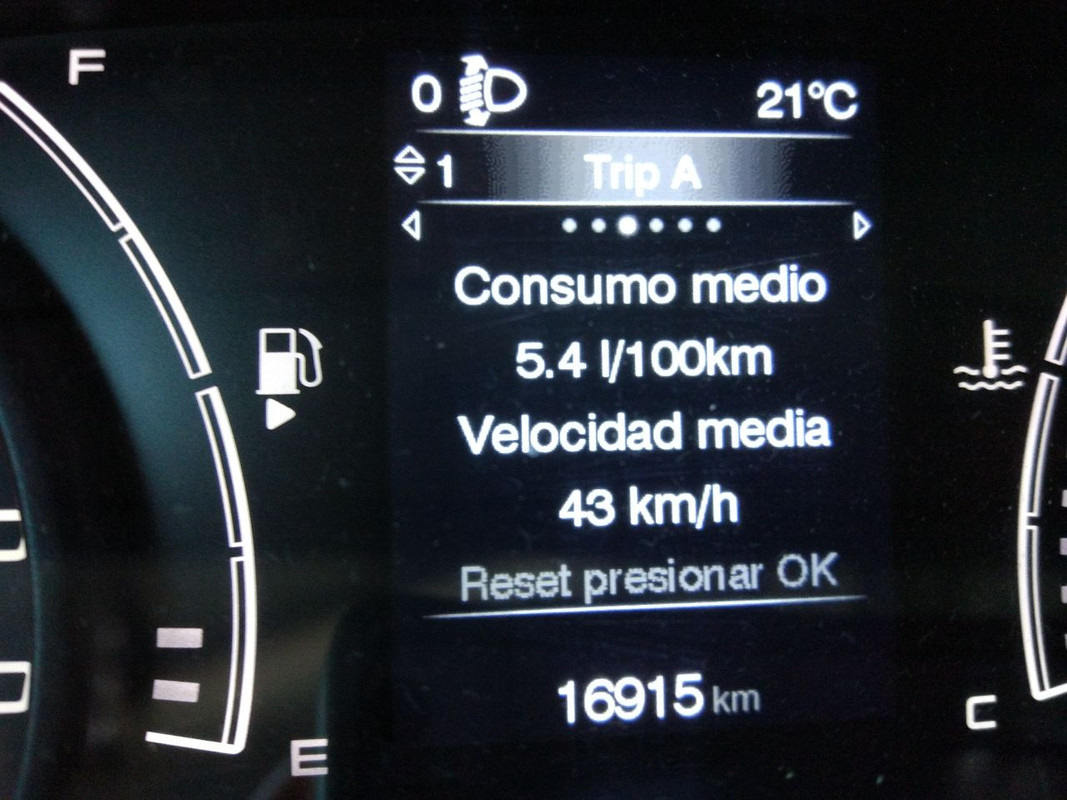 F
0 21°C
1 Trip A
Consumo medio
5.4 l/100km
Velocidad media
43 km/h
Reset presionar OK
16915 km
E
C